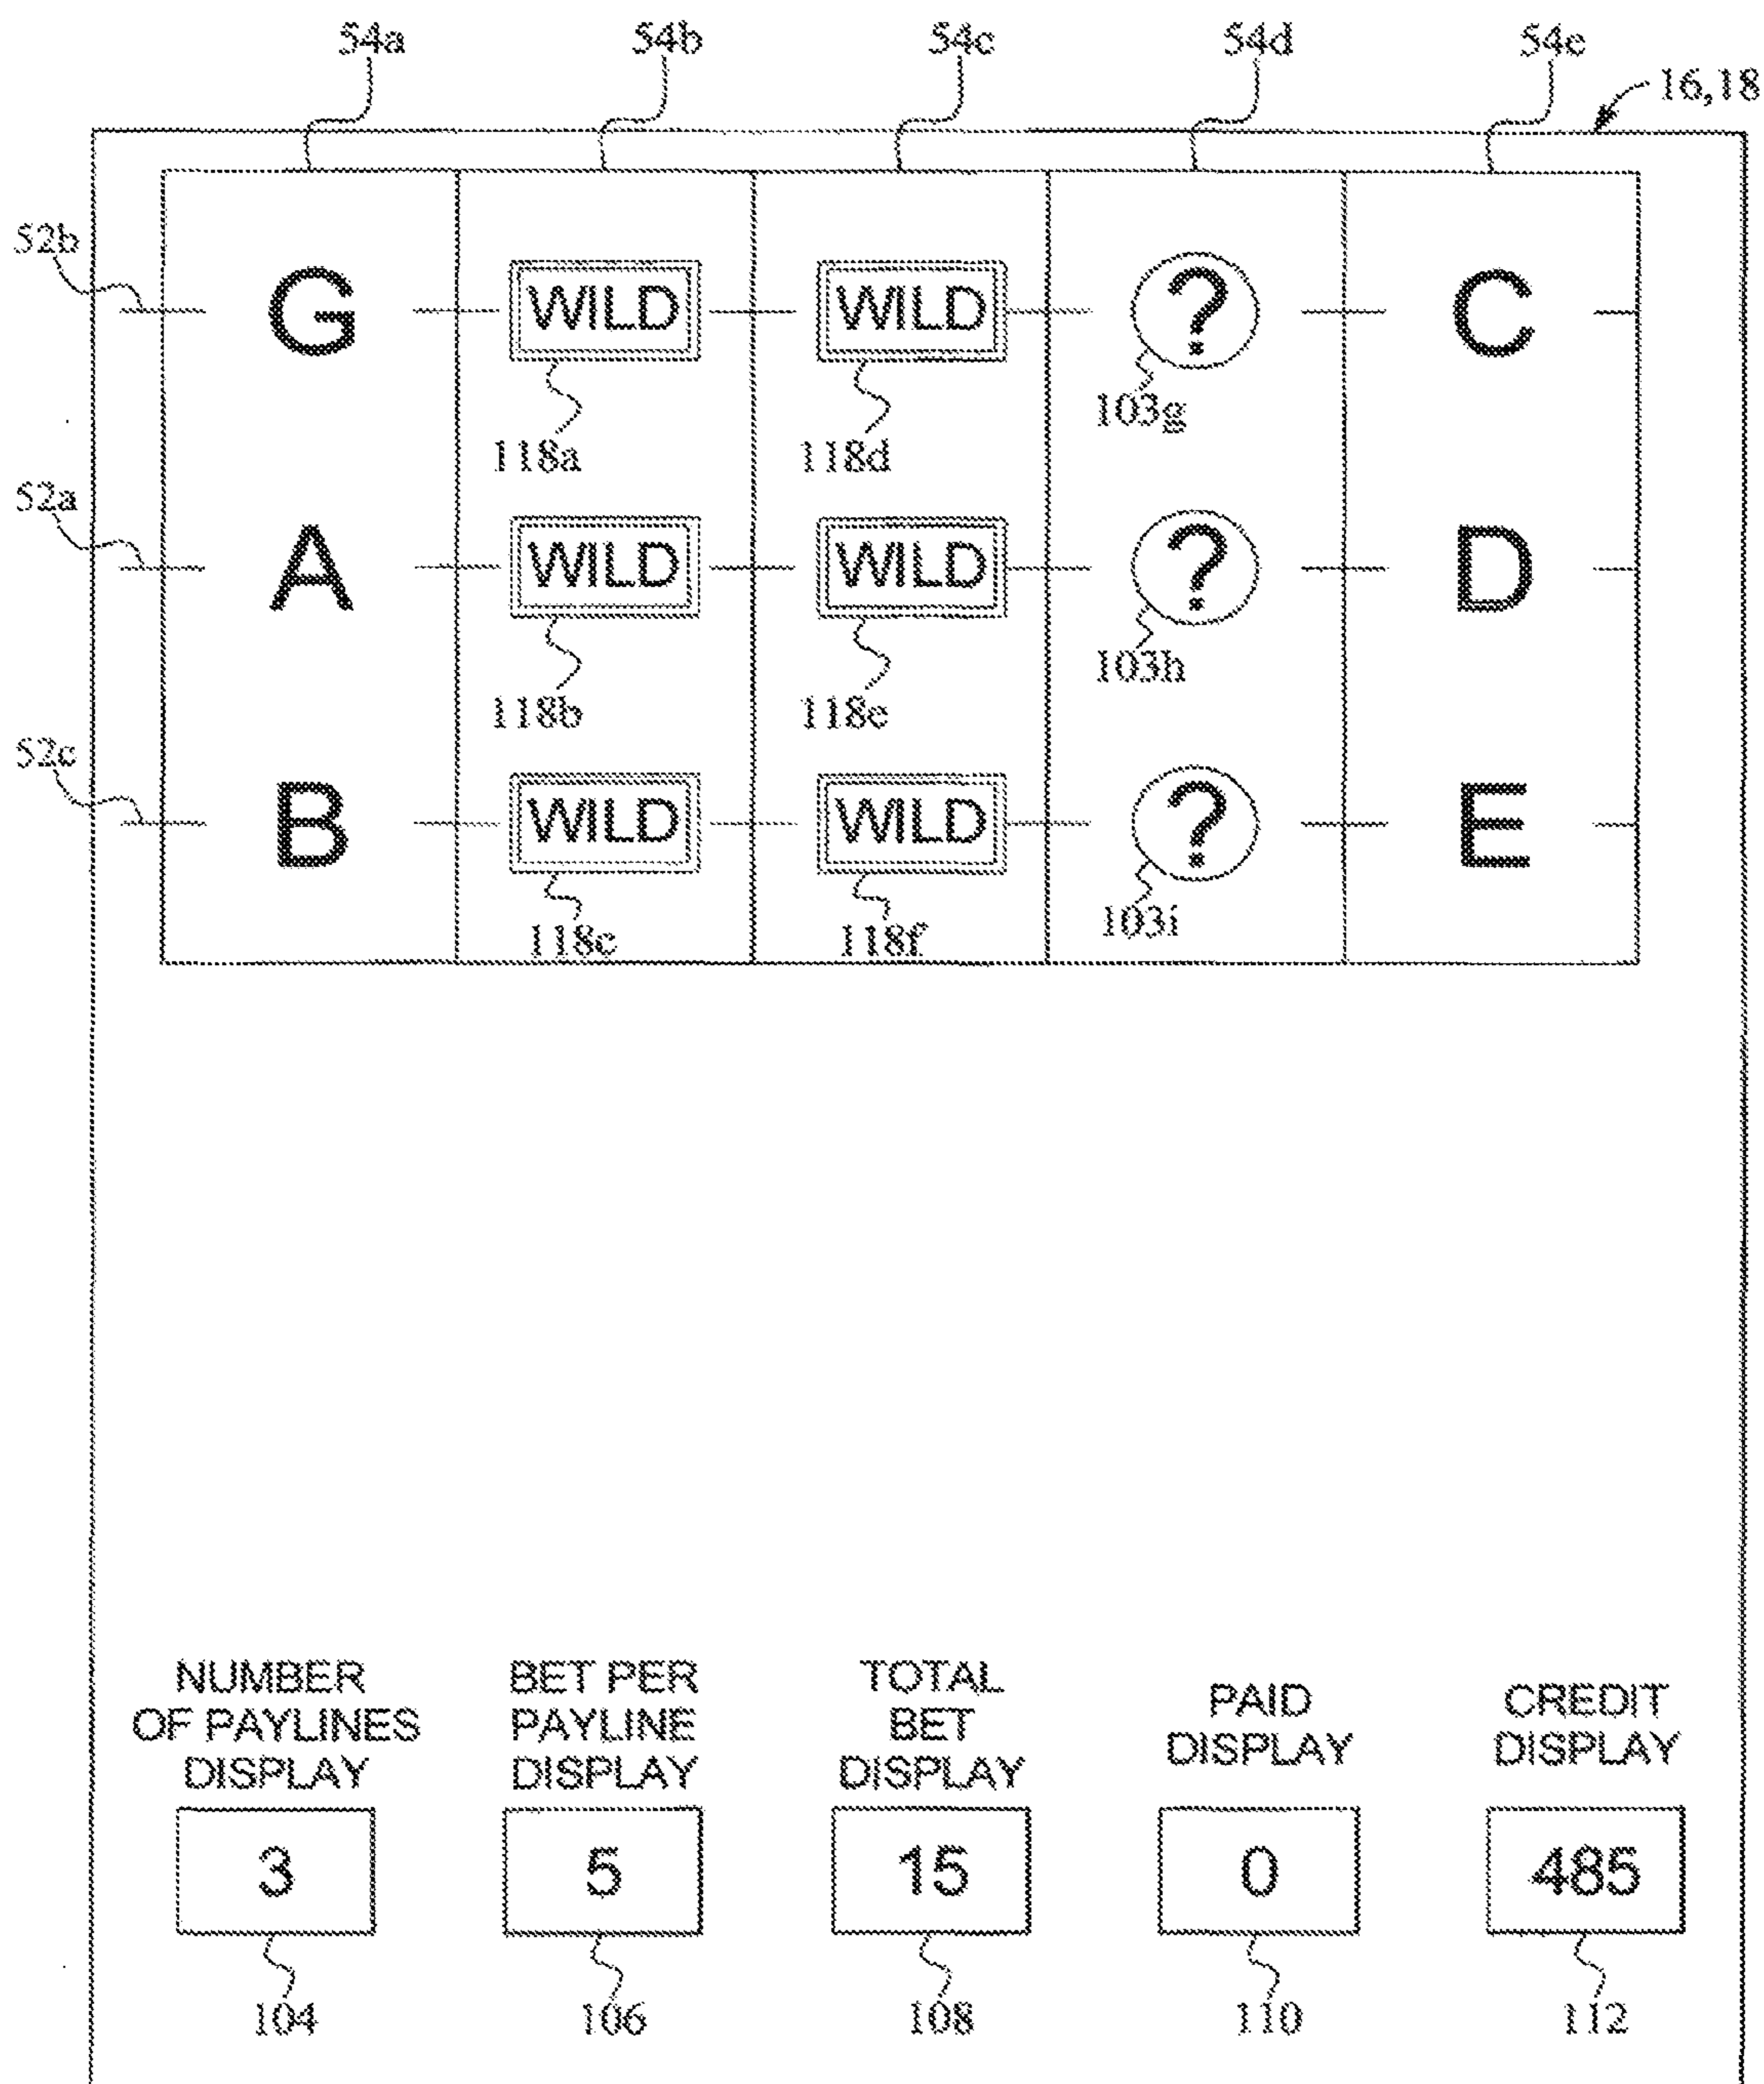 54a 54b 54c 54d 54e
16,18
52b
G WILD WILD ? C
118a 118d 103g
52a
A WILD WILD ? D
118b 118e 103h
52c
B WILD WILD ? E
118c 118f 103i
NUMBER OF PAYLINES DISPLAY
BET PER PAYLINE DISPLAY
TOTAL BET DISPLAY
PAID DISPLAY
CREDIT DISPLAY
3 5 15 0 485
104 106 108 110 112